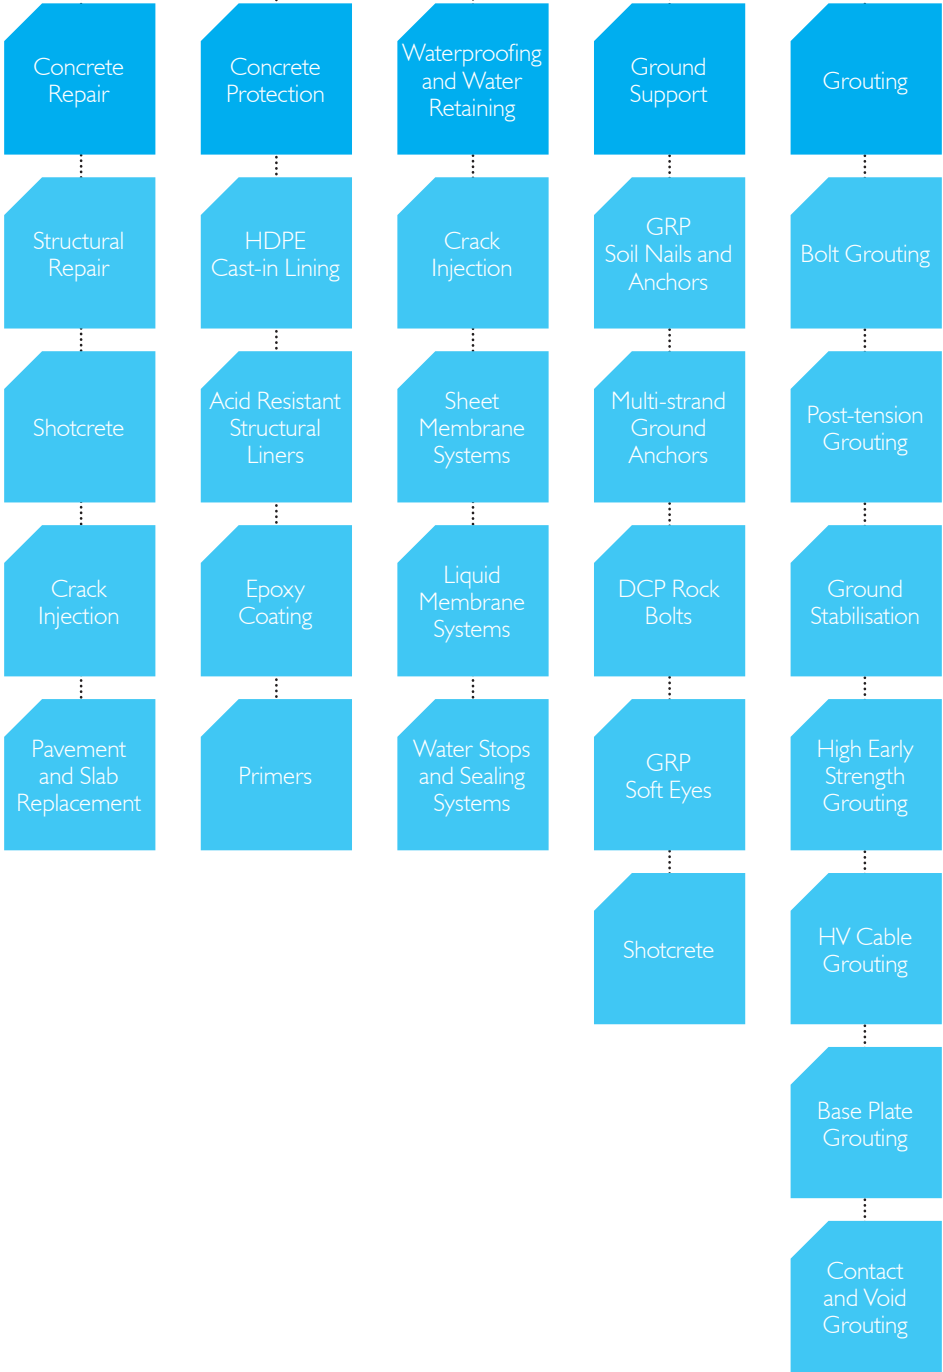 Concrete
Repair
Structural
Repair
Shotcrete
Crack
Injection
Pavement
and Slab
Replacement
Concrete
Protection
HDPE
Cast-in Lining
Acid Resistant
Structural
Liners
Epoxy
Coating
Primers
Waterproofing
and Water
Retaining
Crack
Injection
Sheet
Membrane
Systems
Liquid
Membrane
Systems
Water Stops
and Sealing
Systems
Ground
Support
GRP
Soil Nails and
Anchors
Multi-strand
Ground
Anchors
DCP Rock
Bolts
GRP
Soft Eyes
Shotcrete
Grouting
Bolt Grouting
Post-tension
Grouting
Ground
Stabilisation
High Early
Strength
Grouting
HV Cable
Grouting
Base Plate
Grouting
Contact
and Void
Grouting